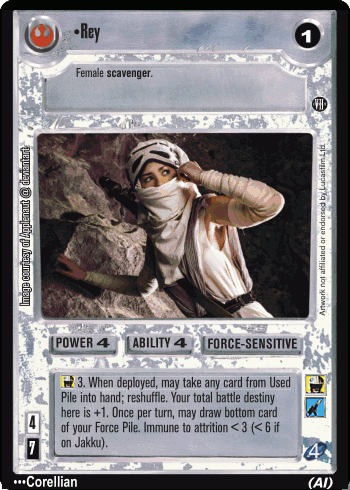 •Rey
1
Female scavenger.
Image courtesy of Applenaut @ deviantart
Artwork not affiliated or endorsed by Lucasfilm Ltd.
POWER 4
ABILITY 4
FORCE-SENSITIVE
3. When deployed, may take any card from Used
Pile into hand; reshuffle. Your total battle destiny
here is +1. Once per turn, may draw bottom card
of your Force Pile. Immune to attrition < 3 (< 6 if
on Jakku).
4
7
4
•••Corellian
(AI)